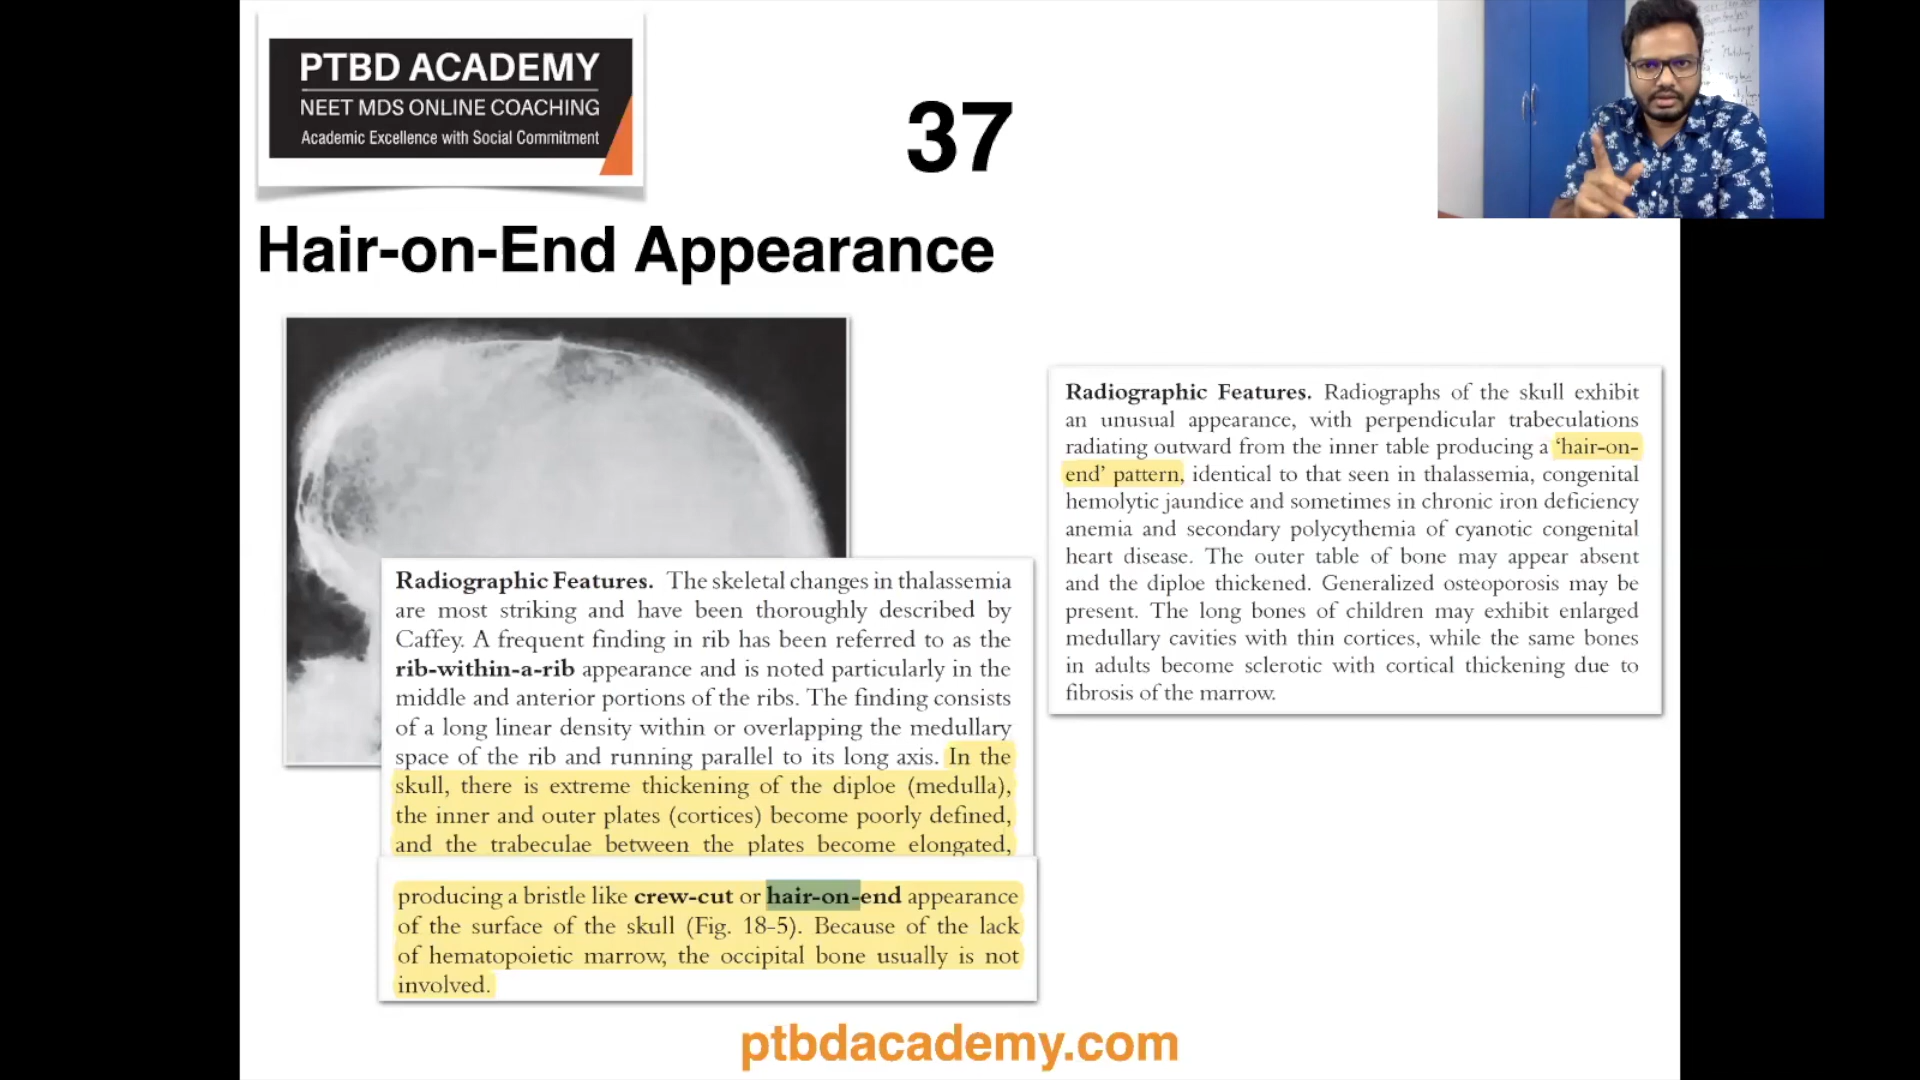 PTBD ACADEMY
NEET MDS ONLINE COACHING
Academic Excellence with Social Commitment
37
Hair-on-End Appearance
Radiographic Features. The skeletal changes in thalassemia
are most striking and have been thoroughly described by
Caffey. A frequent finding in rib has been referred to as the
rib-within-a-rib appearance and is noted particularly in the
middle and anterior portions of the ribs. The finding consists
of a long linear density within or overlapping the medullary
space of the rib and running parallel to its long axis. In the
skull, there is extreme thickening of the diploe (medulla),
the inner and outer plates (cortices) become poorly defined,
and the trabeculae between the plates become elongated,
producing a bristle like crew-cut or hair-on-end appearance
of the surface of the skull (Fig. 18-5). Because of the lack
of hematopoietic marrow, the occipital bone usually is not
involved.
Radiographic Features. Radiographs of the skull exhibit
an unusual appearance, with perpendicular trabeculations
radiating outward from the inner table producing a ‘hair-on-
end’ pattern, identical to that seen in thalassemia, congenital
hemolytic jaundice and sometimes in chronic iron deficiency
anemia and secondary polycythemia of cyanotic congenital
heart disease. The outer table of bone may appear absent
and the diploe thickened. Generalized osteoporosis may be
present. The long bones of children may exhibit enlarged
medullary cavities with thin cortices, while the same bones
in adults become sclerotic with cortical thickening due to
fibrosis of the marrow.
ptbdacademy.com